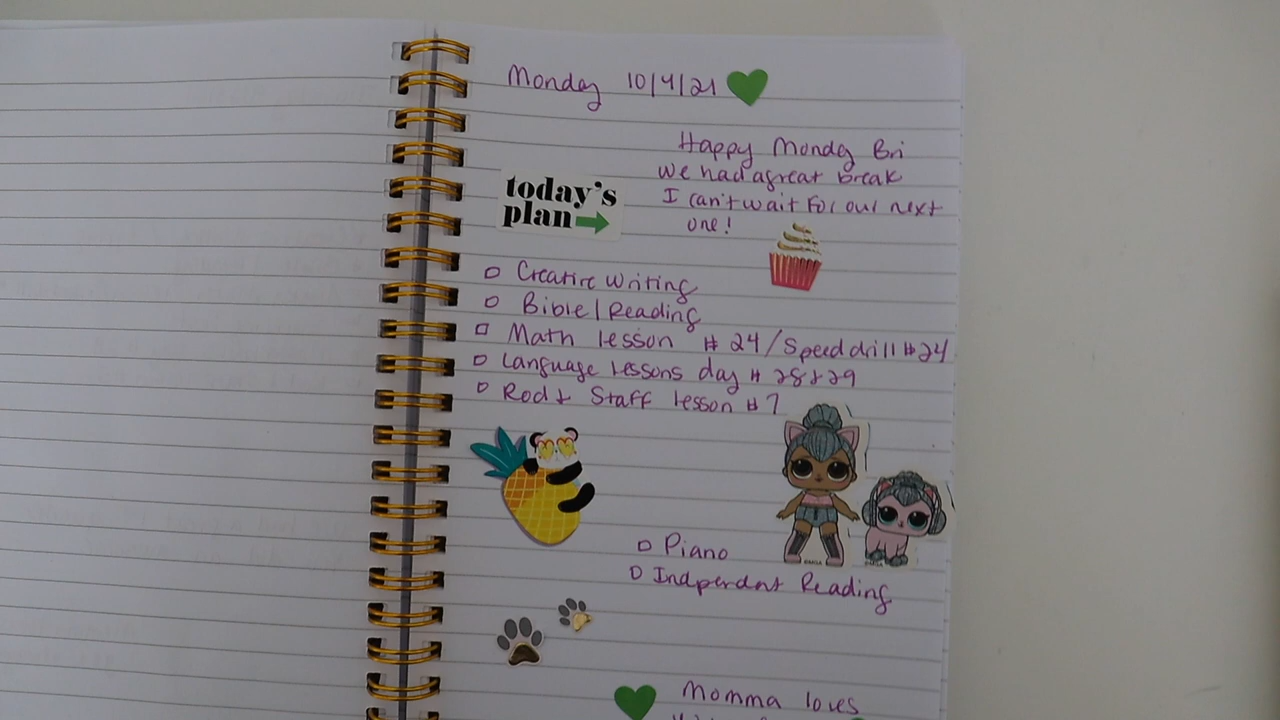 Monday 10/4/21
Happy Monday Bri
we had a great break
I can't wait for our next
one!
today's
plan
Creative Writing
Bible/Reading
Math lesson # 24/Speed drill #24
Language lessons day # 28+29
Rod + Staff lesson #7
Piano
Indperdent Reading
Momma loves